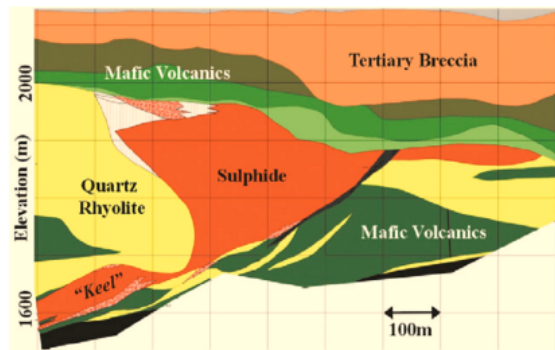 Mafic Volcanics
Tertiary Breccia
2000
Elevation (m)
Sulphide
Quartz
Rhyolite
Mafic Volcanics
"Keel"
1600
100m